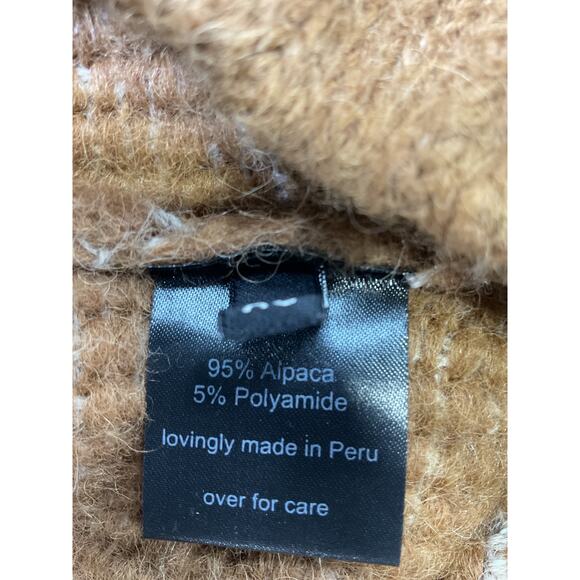 95% Alpaca
5% Polyamide
lovingly made in Peru
over for care